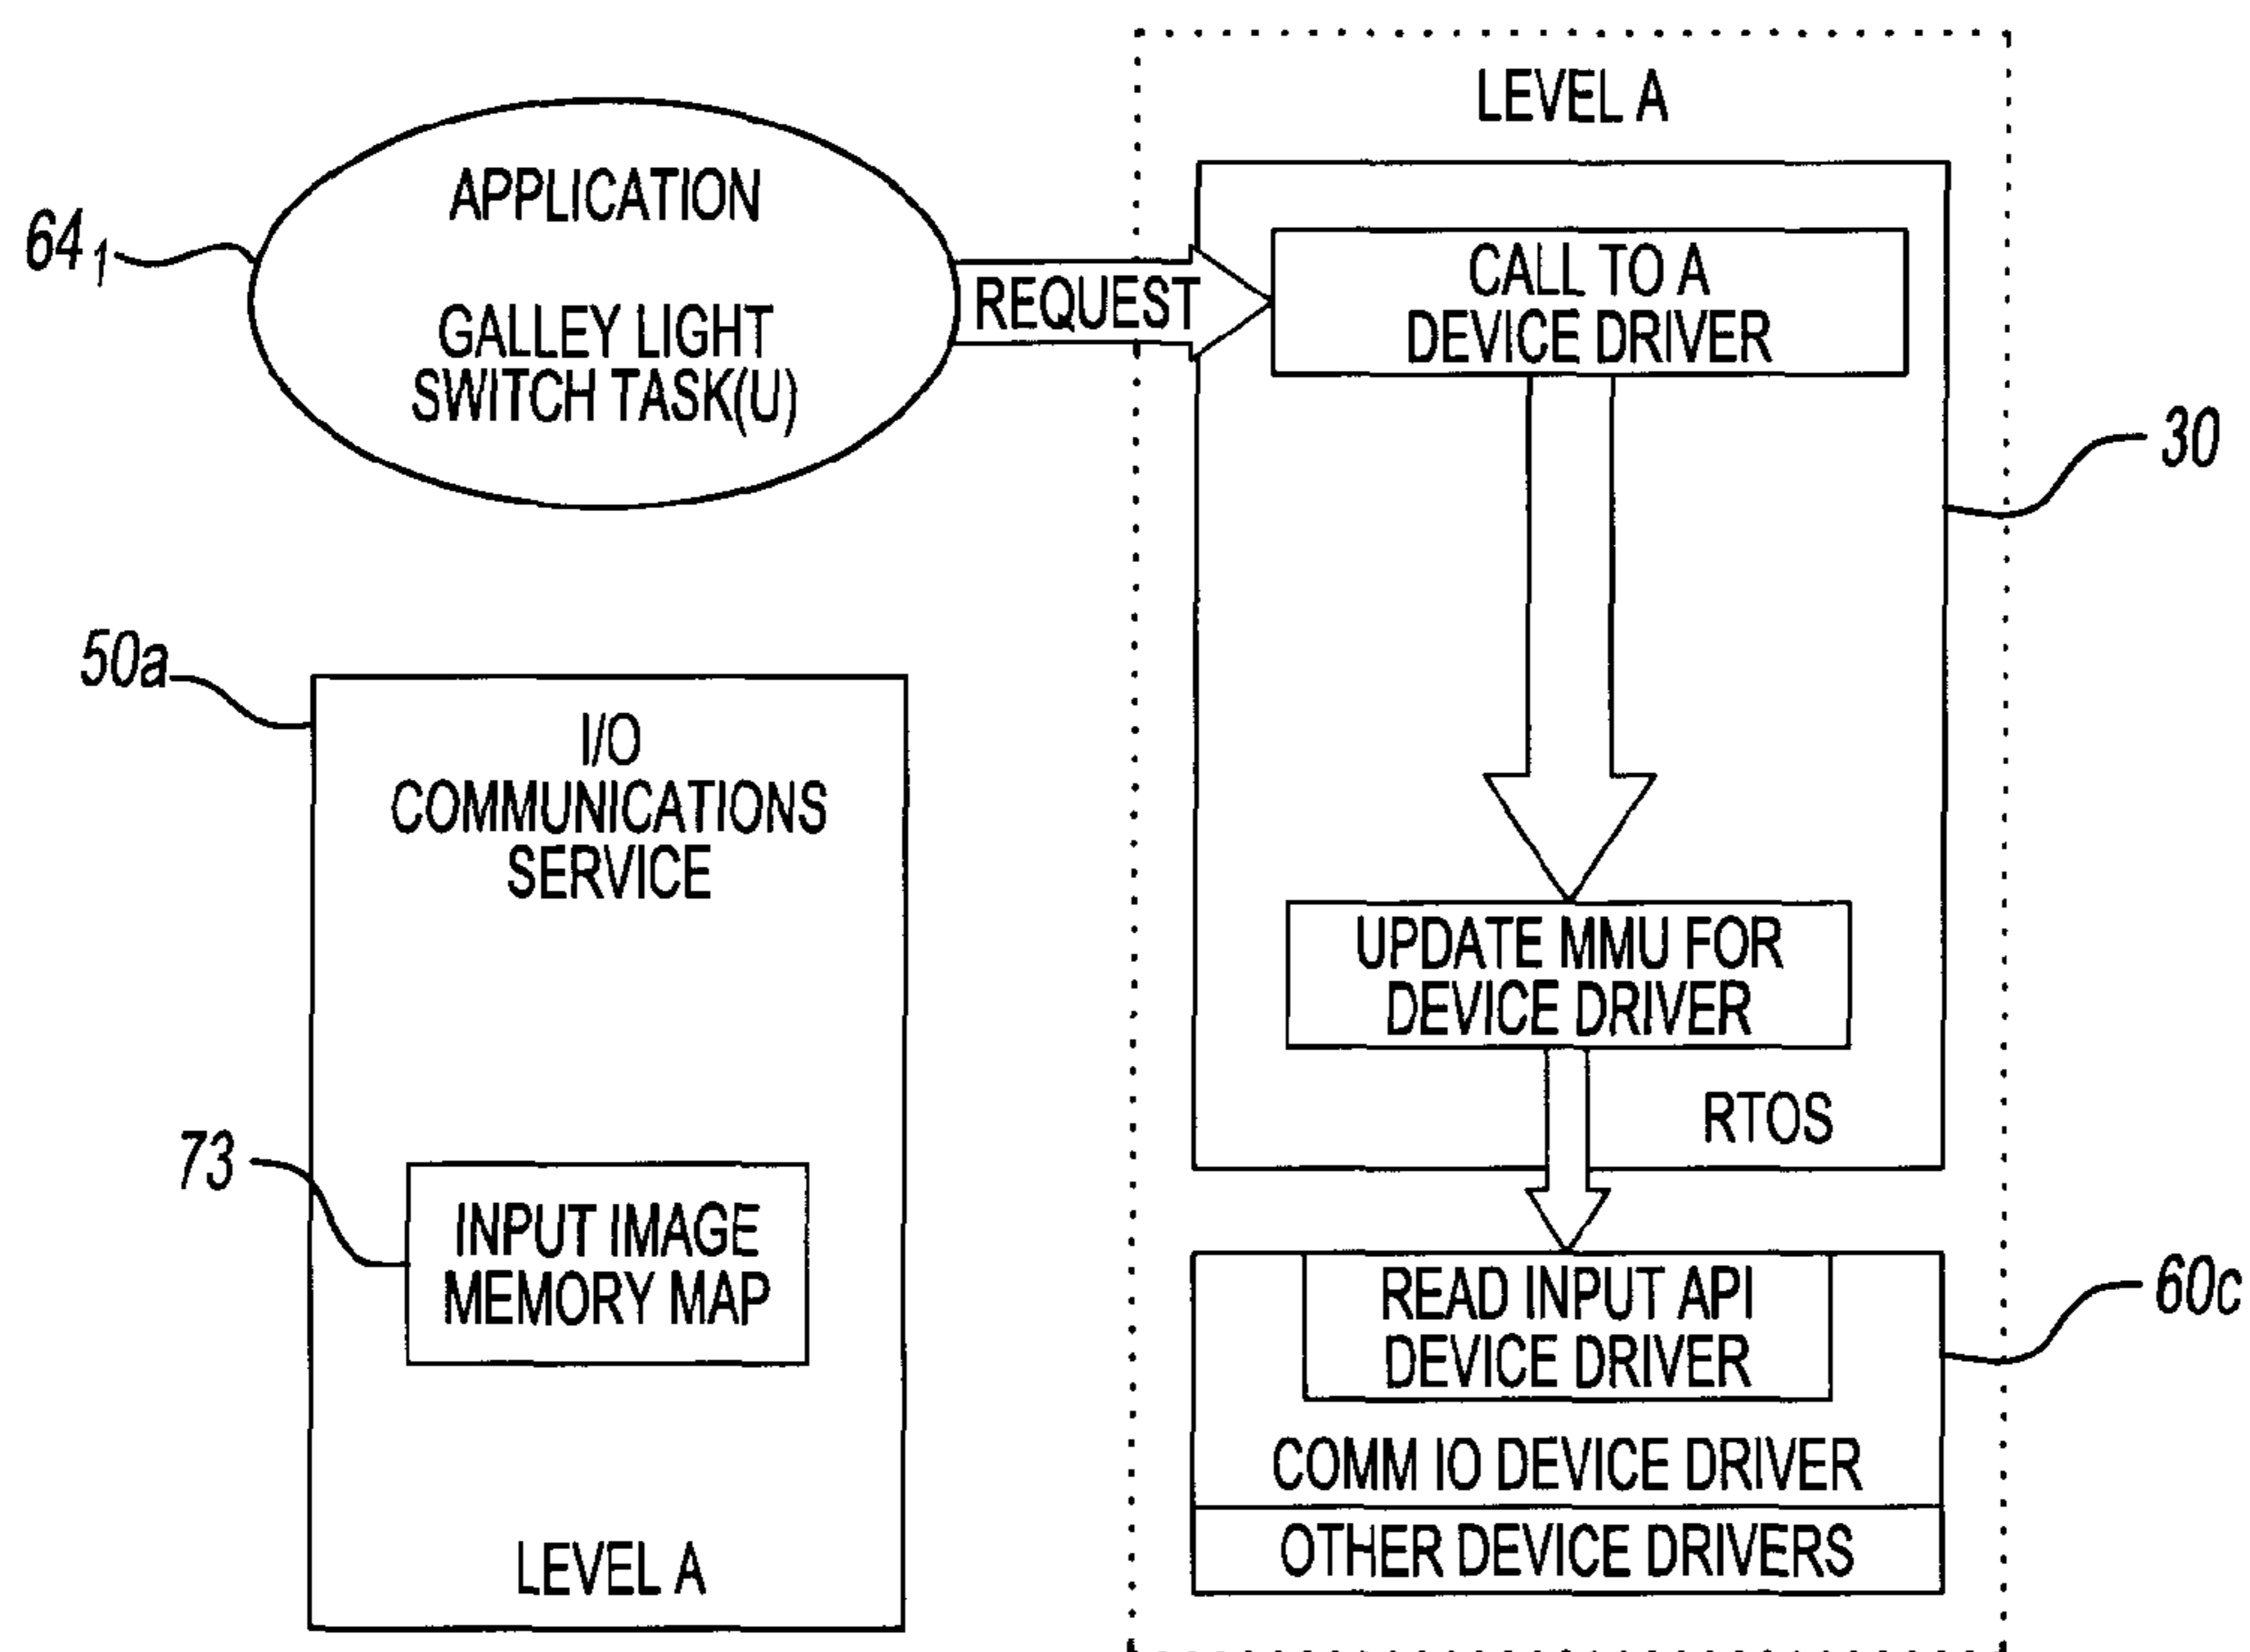 LEVEL A
APPLICATION
GALLEY LIGHT
SWITCH TASK(U)
64₁
REQUEST
CALL TO A
DEVICE DRIVER
30
50a
I/O
COMMUNICATIONS
SERVICE
UPDATE MMU FOR
DEVICE DRIVER
RTOS
73
INPUT IMAGE
MEMORY MAP
LEVEL A
READ INPUT API
DEVICE DRIVER
60c
COMM IO DEVICE DRIVER
OTHER DEVICE DRIVERS